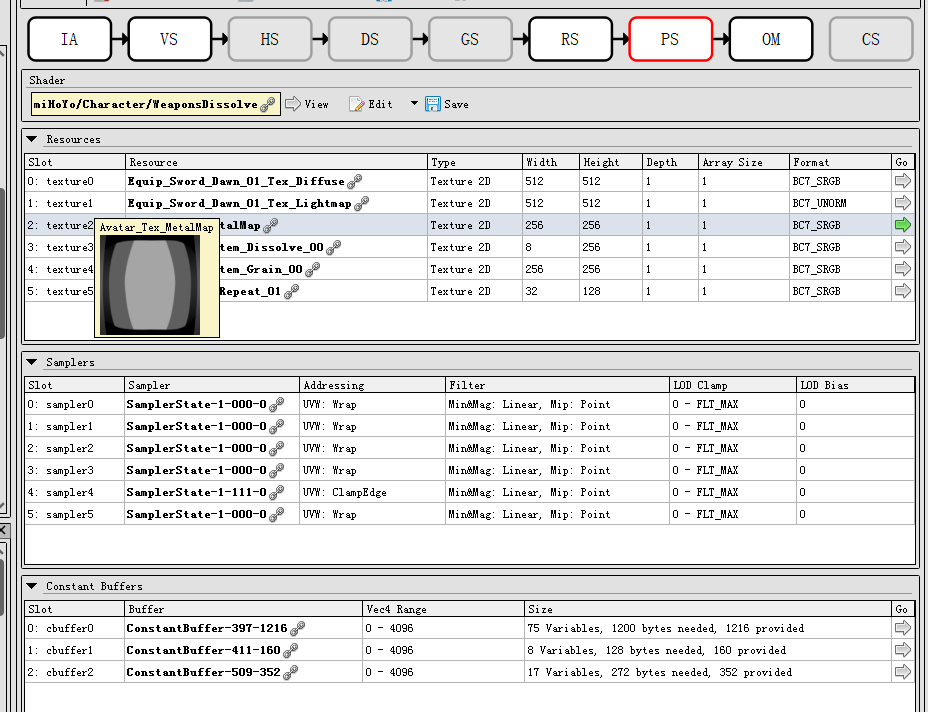 IA VS HS DS GS RS PS OM CS
Shader
miHoYo/Character/WeaponsDissolve View Edit Save
Resources
Slot Resource Type Width Height Depth Array Size Format Go
0: texture0 Equip_Sword_Dawn_01_Tex_Diffuse Texture 2D 512 512 1 1 BC7_SRGB
1: texture1 Equip_Sword_Dawn_01_Tex_Lightmap Texture 2D 512 512 1 1 BC7_UNORM
2: texture2 talMap Texture 2D 256 256 1 1 BC7_SRGB
Avatar_Tex_MetalMap
3: texture3 tem_Dissolve_00 Texture 2D 8 256 1 1 BC7_SRGB
4: texture4 tem_Grain_00 Texture 2D 256 256 1 1 BC7_SRGB
5: texture5 Repeat_01 Texture 2D 32 128 1 1 BC7_SRGB
Samplers
Slot Sampler Addressing Filter LOD Clamp LOD Bias
0: sampler0 SamplerState-1-000-0 UVW: Wrap Min&Mag: Linear, Mip: Point 0 - FLT_MAX 0
1: sampler1 SamplerState-1-000-0 UVW: Wrap Min&Mag: Linear, Mip: Point 0 - FLT_MAX 0
2: sampler2 SamplerState-1-000-0 UVW: Wrap Min&Mag: Linear, Mip: Point 0 - FLT_MAX 0
3: sampler3 SamplerState-1-000-0 UVW: Wrap Min&Mag: Linear, Mip: Point 0 - FLT_MAX 0
4: sampler4 SamplerState-1-111-0 UVW: ClampEdge Min&Mag: Linear, Mip: Point 0 - FLT_MAX 0
5: sampler5 SamplerState-1-000-0 UVW: Wrap Min&Mag: Linear, Mip: Point 0 - FLT_MAX 0
Constant Buffers
Slot Buffer Vec4 Range Size Go
0: cbuffer0 ConstantBuffer-397-1216 0 - 4096 75 Variables, 1200 bytes needed, 1216 provided
1: cbuffer1 ConstantBuffer-411-160 0 - 4096 8 Variables, 128 bytes needed, 160 provided
2: cbuffer2 ConstantBuffer-509-352 0 - 4096 17 Variables, 272 bytes needed, 352 provided